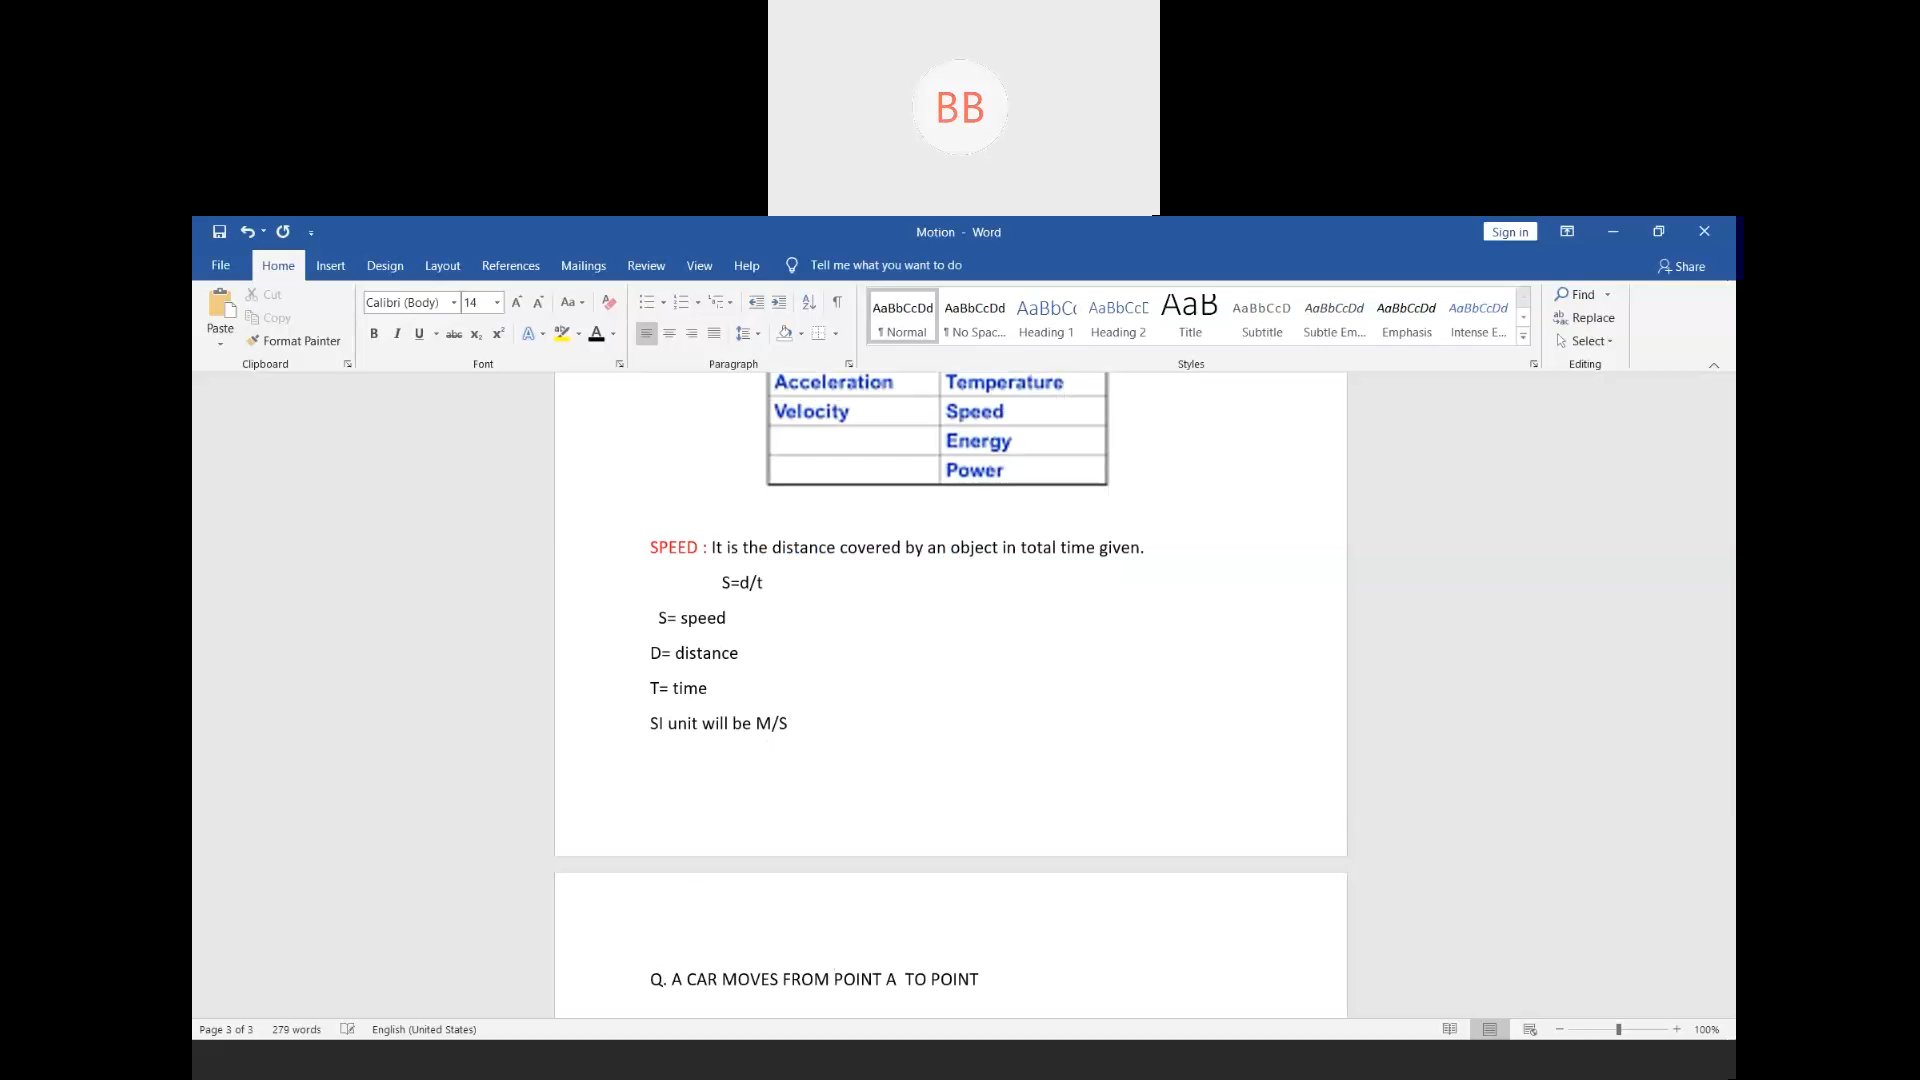 BB
Motion - Word
Sign in
File Home Insert Design Layout References Mailings Review View Help Tell me what you want to do
Share
Paste
Cut
Copy
Format Painter
Clipboard
Calibri (Body) 14
Font
Paragraph
AaBbCcDd AaBbCcDd AaBbCc AaBbCcD AaB AaBbCcD AaBbCcDd AaBbCcDd AaBbCcDd
¶ Normal ¶ No Spac... Heading 1 Heading 2 Title Subtitle Subtle Em... Emphasis Intense E...
Styles
Find
Replace
Select
Editing
Acceleration Temperature
Velocity Speed
Energy
Power
SPEED : It is the distance covered by an object in total time given.
S=d/t
S= speed
D= distance
T= time
SI unit will be M/S
Q. A CAR MOVES FROM POINT A  TO POINT
Page 3 of 3 279 words English (United States) 100%